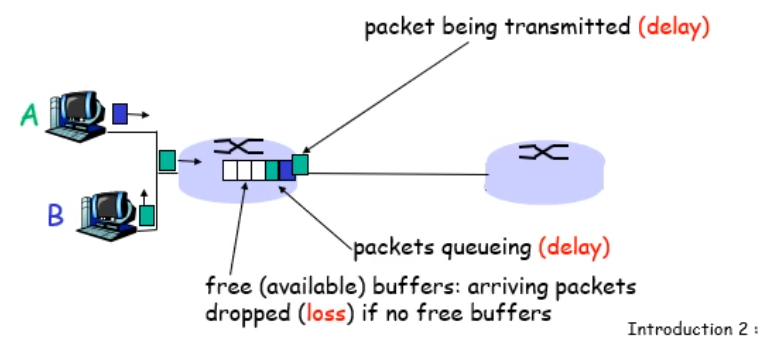 packet being transmitted (delay)
A
B
packets queueing (delay)
free (available) buffers: arriving packets
dropped (loss) if no free buffers
Introduction 2 :